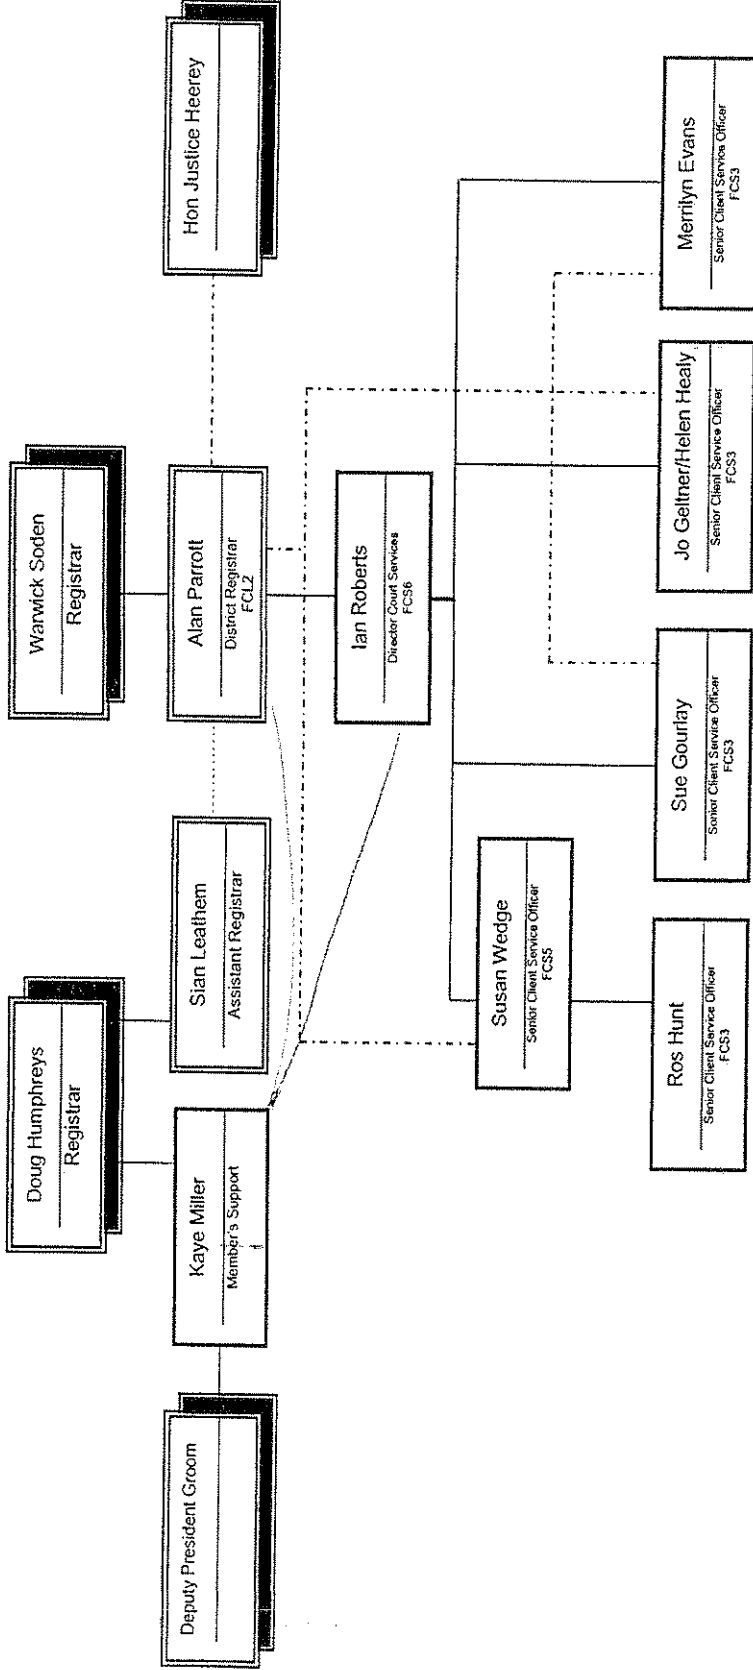 Warwick Soden
Registrar
Doug Humphreys
Registrar
Deputy President Groom
Kaye Miller
Member's Support
Sian Leathem
Assistant Registrar
Alan Parrott
District Registrar
FCL2
Hon Justice Heerey
Ian Roberts
Director Court Services
FCS6
Susan Wedge
Senior Client Service Officer
FCS5
Ros Hunt
Senior Client Service Officer
FCS3
Sue Gourlay
Senior Client Service Officer
FCS3
Jo Geltner/Helen Healy
Senior Client Service Officer
FCS3
Merrilyn Evans
Senior Client Service Officer
FCS3